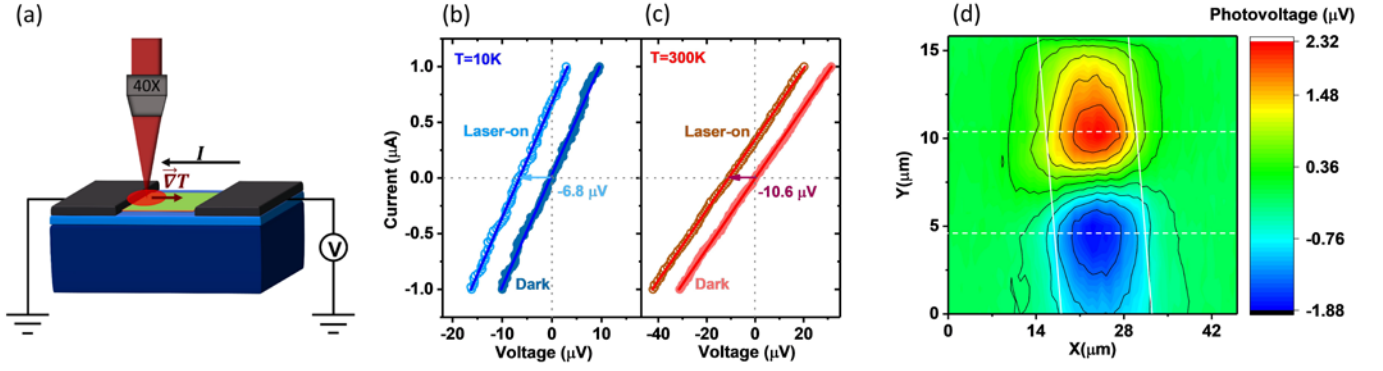 (a)
40X
I
∇T
V
(b)
T=10K
Laser-on
-6.8 μV
Dark
Current (μA)
1.0
0.5
0.0
-0.5
-1.0
-20
-10
0
10
Voltage (μV)
(c)
T=300K
Laser-on
-10.6 μV
Dark
-40
-20
0
20
Voltage (μV)
(d)
Photovoltage (μV)
Y(μm)
15
10
5
0
0
14
28
42
X(μm)
2.32
1.48
0.36
-0.76
-1.88